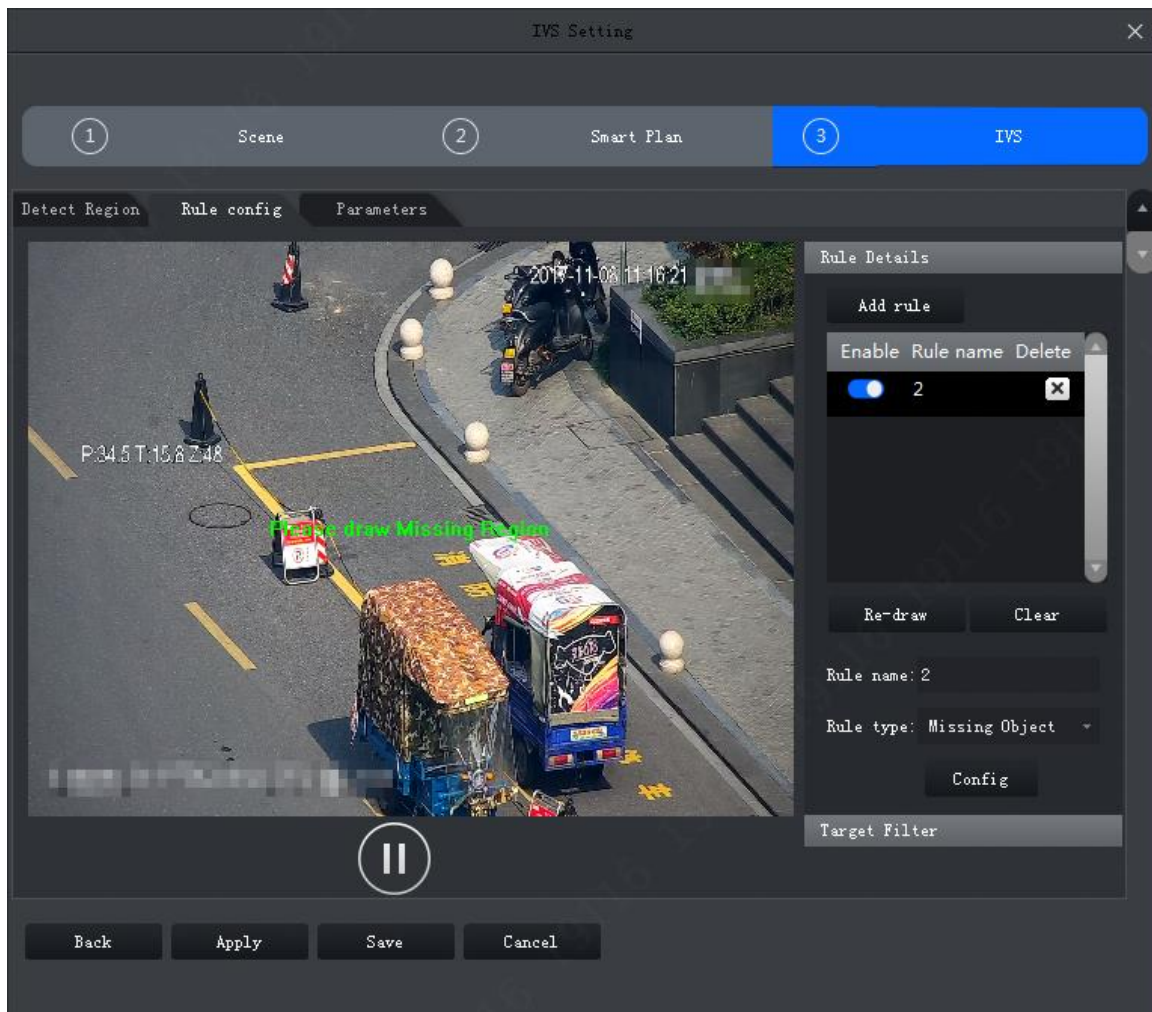 IVS Setting
1 Scene 2 Smart Plan 3 IVS
Detect Region Rule config Parameters
2017-11-08 11:16:21
P:34.5 T:15.8 Z:48
Please draw Missing Region
Rule Details
Add rule
Enable Rule name Delete
2
Re-draw Clear
Rule name: 2
Rule type: Missing Object
Config
Target Filter
Back Apply Save Cancel